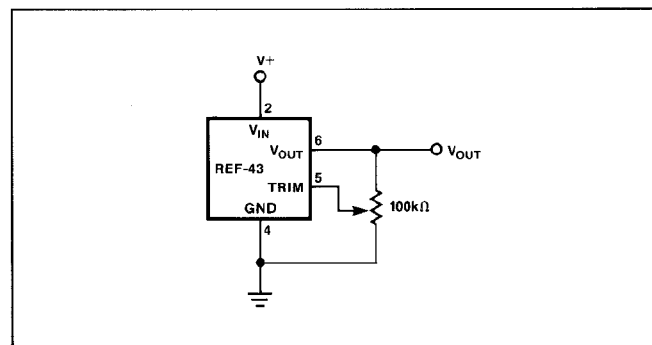 V+
2
VIN
VOUT
6
VOUT
REF-43
5
TRIM
100kΩ
GND
4